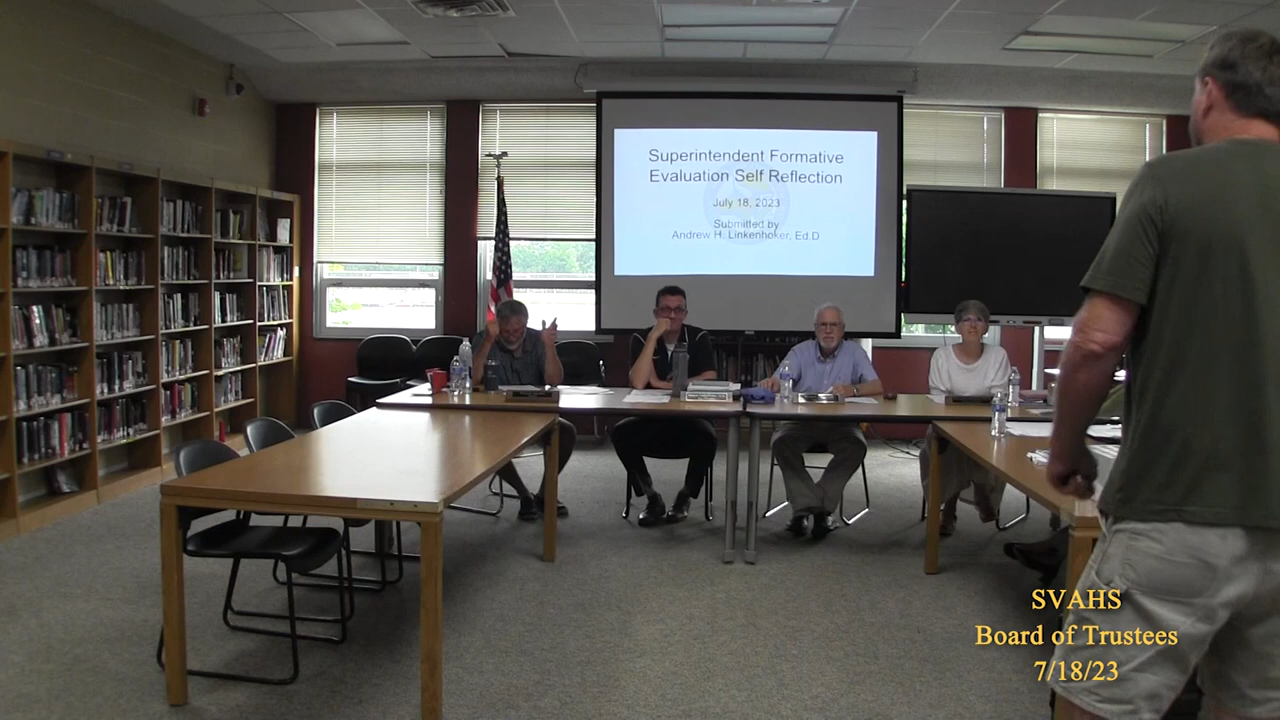 Superintendent Formative
Evaluation Self Reflection
July 18, 2023
Submitted by
Andrew H. Linkenhoker, Ed.D
SVAHS
Board of Trustees
7/18/23